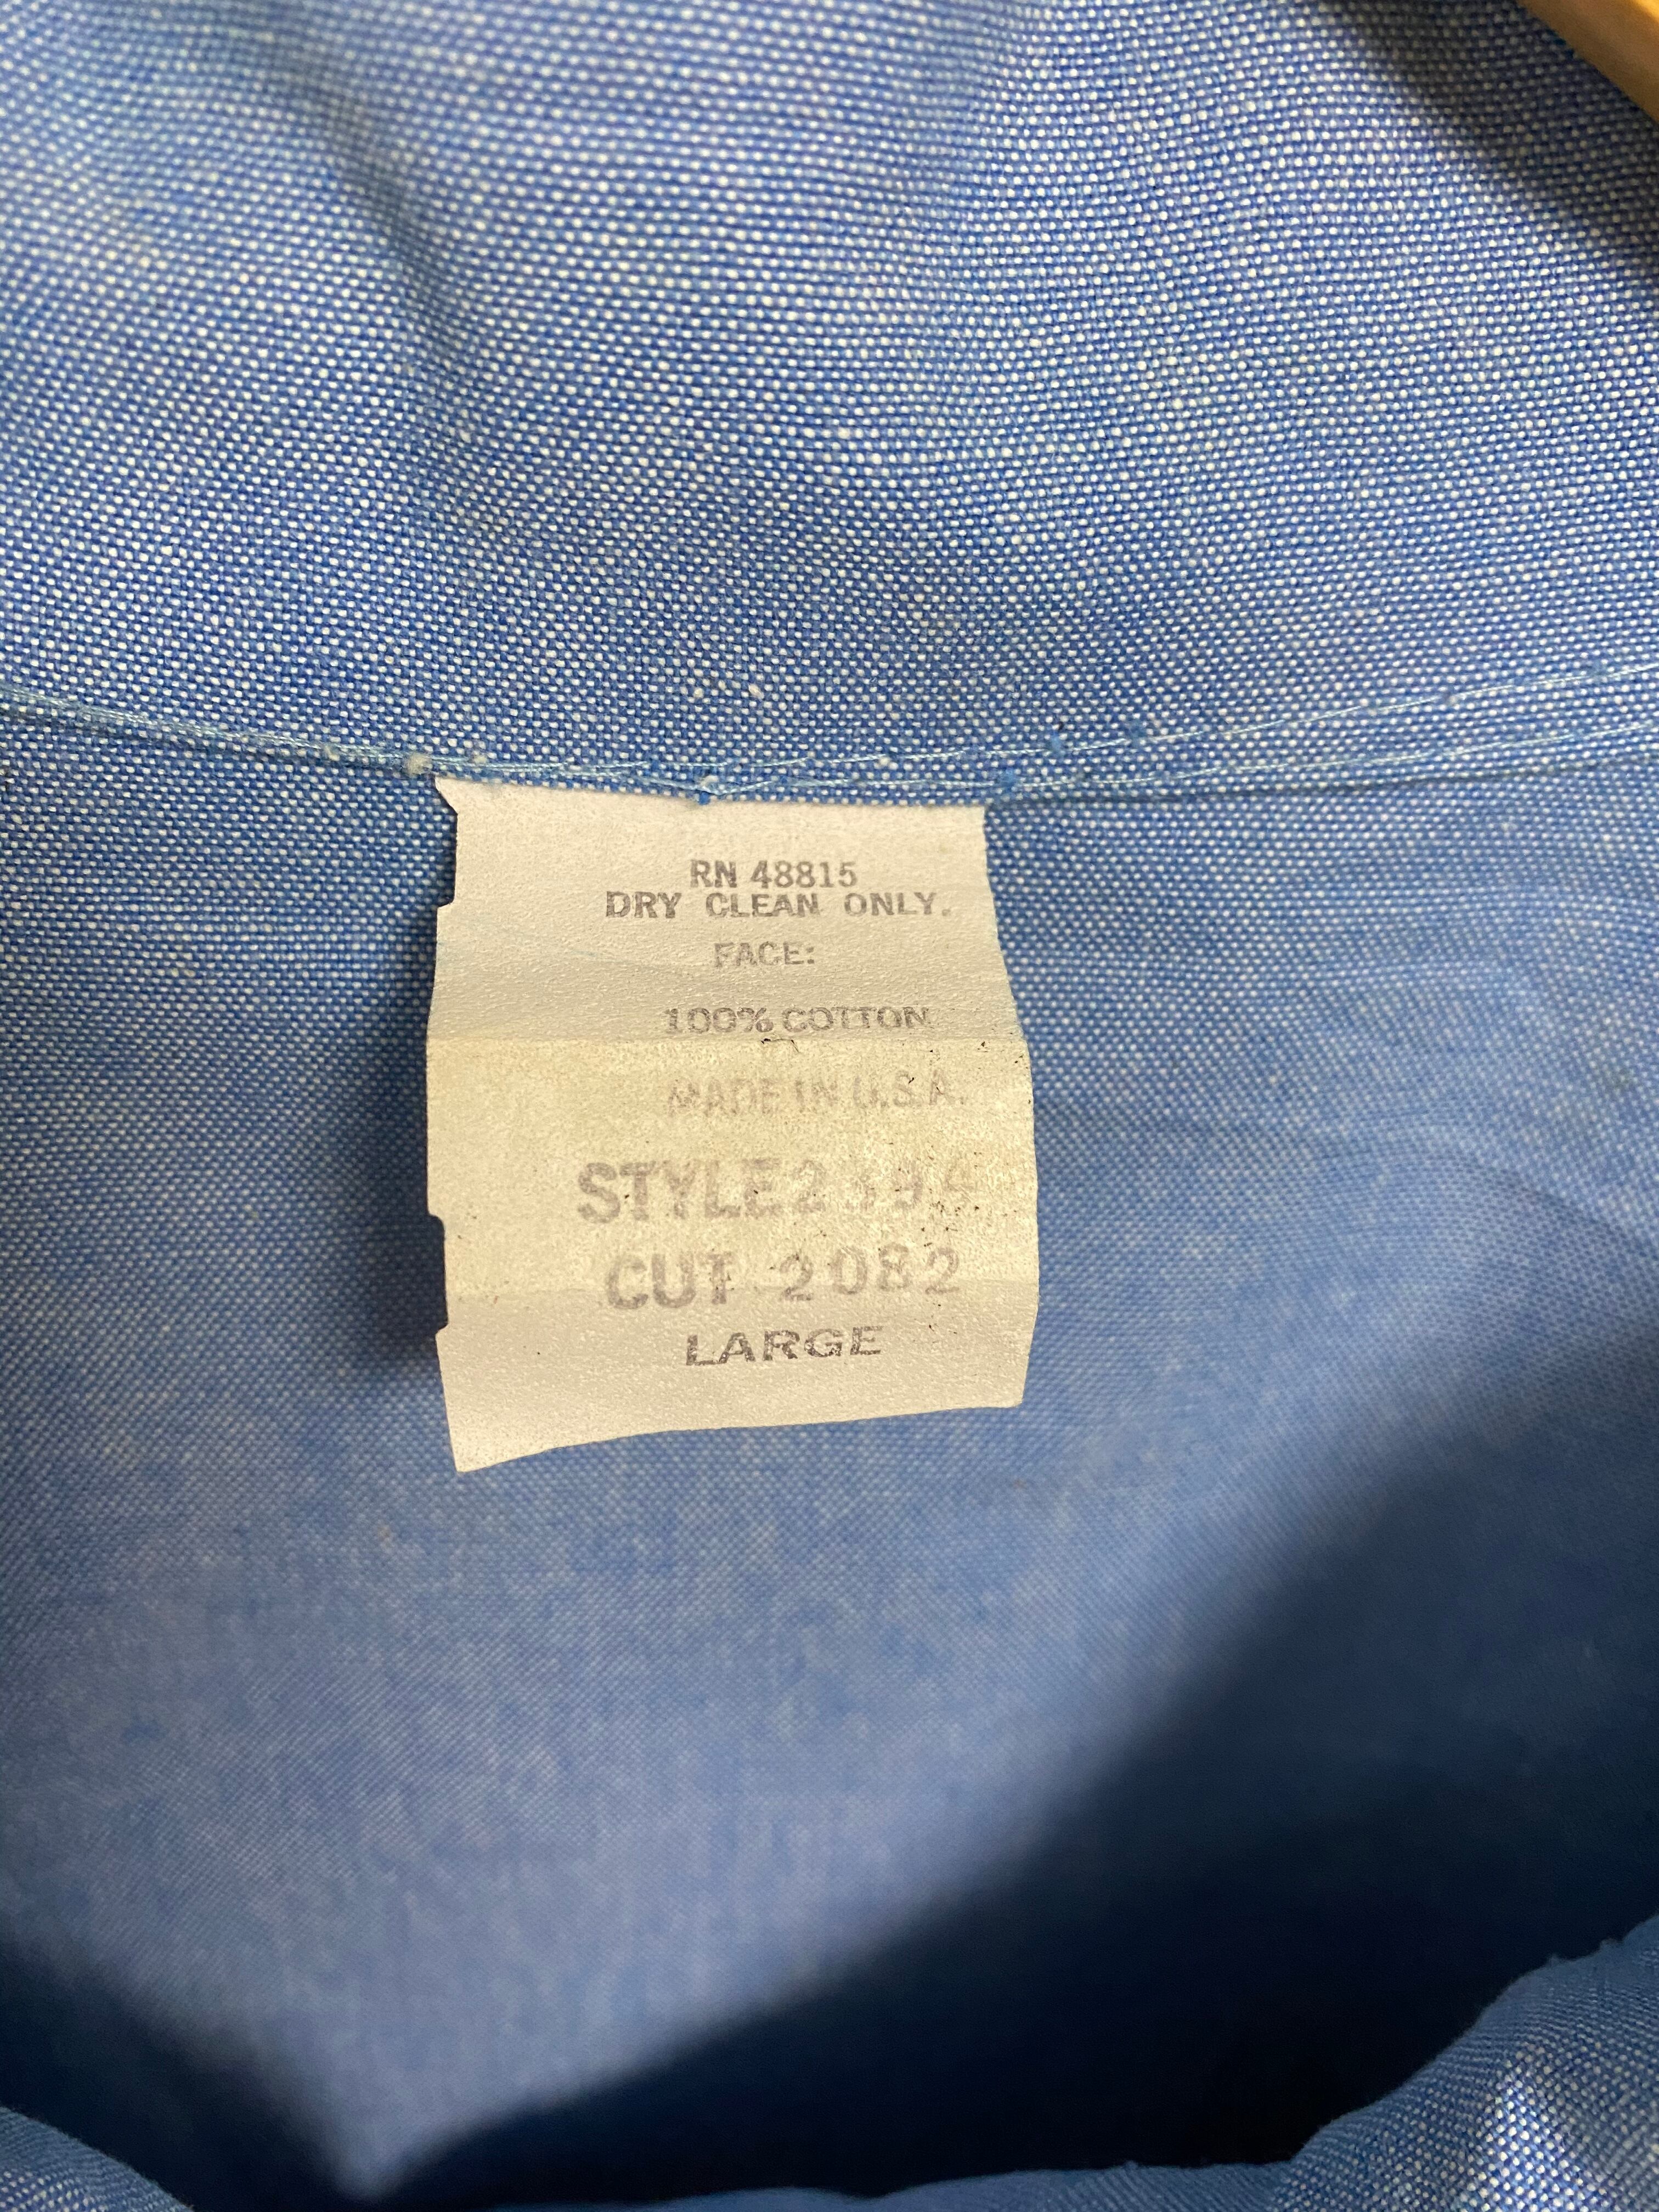 RN 48815
DRY CLEAN ONLY.
FACE:
100% COTTON
MADE IN U.S.A.
STYLE
CUT 2082
LARGE